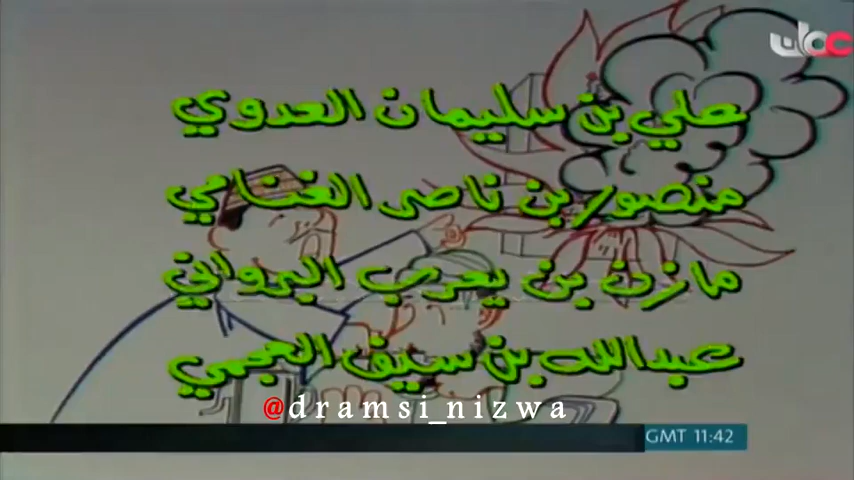 علي بن سليمان العدوي
منصور بن ناصر الغنامي
مازن بن يعرب البرواني
عبدالله بن سيف العجمي
@dramsi_nizwa
GMT 11:42